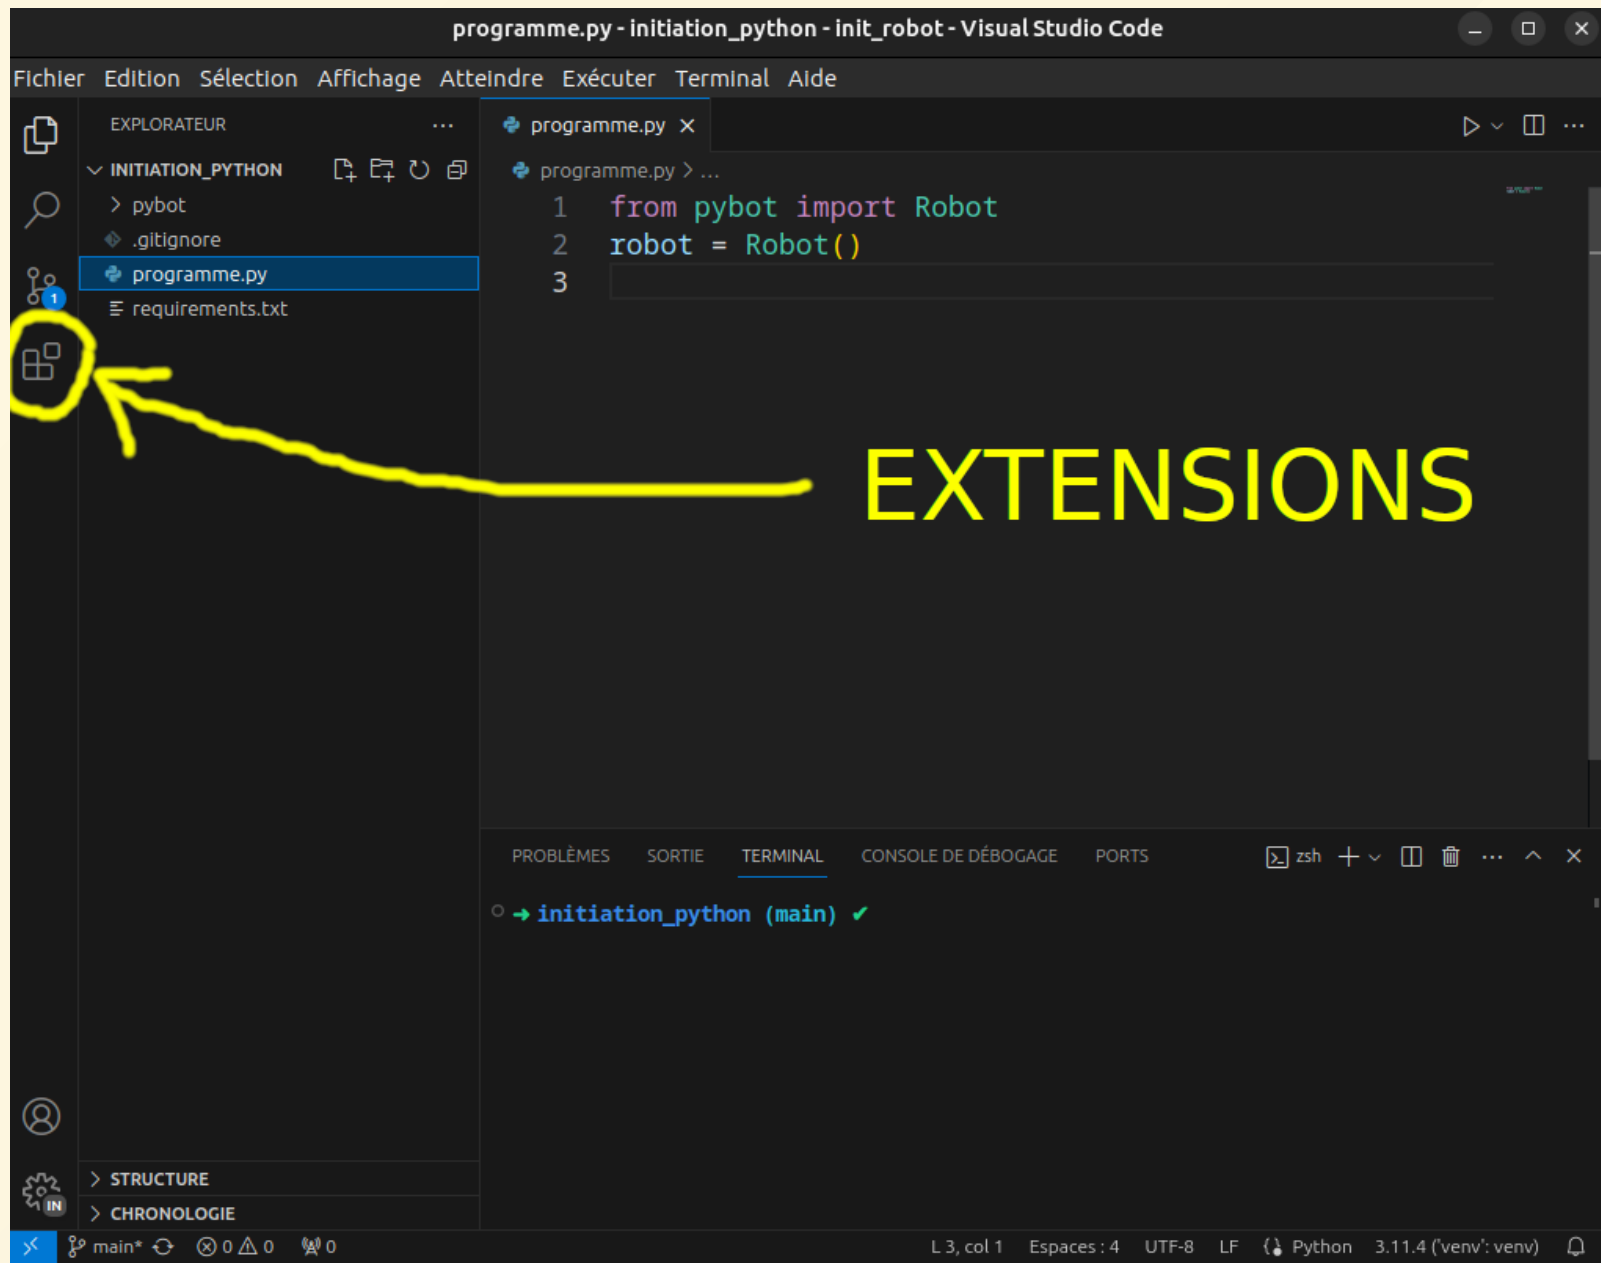 programme.py - initiation_python - init_robot - Visual Studio Code
Fichier Edition Sélection Affichage Atteindre Exécuter Terminal Aide
EXPLORATEUR
INITIATION_PYTHON
pybot
.gitignore
programme.py
requirements.txt
1
programme.py
programme.py > ...
1 from pybot import Robot
2 robot = Robot()
3
EXTENSIONS
PROBLÈMES SORTIE TERMINAL CONSOLE DE DÉBOGAGE PORTS zsh
initiation_python (main) ✔
STRUCTURE
IN
CHRONOLOGIE
main* 0 0 0 L 3, col 1 Espaces : 4 UTF-8 LF Python 3.11.4 ('venv': venv)